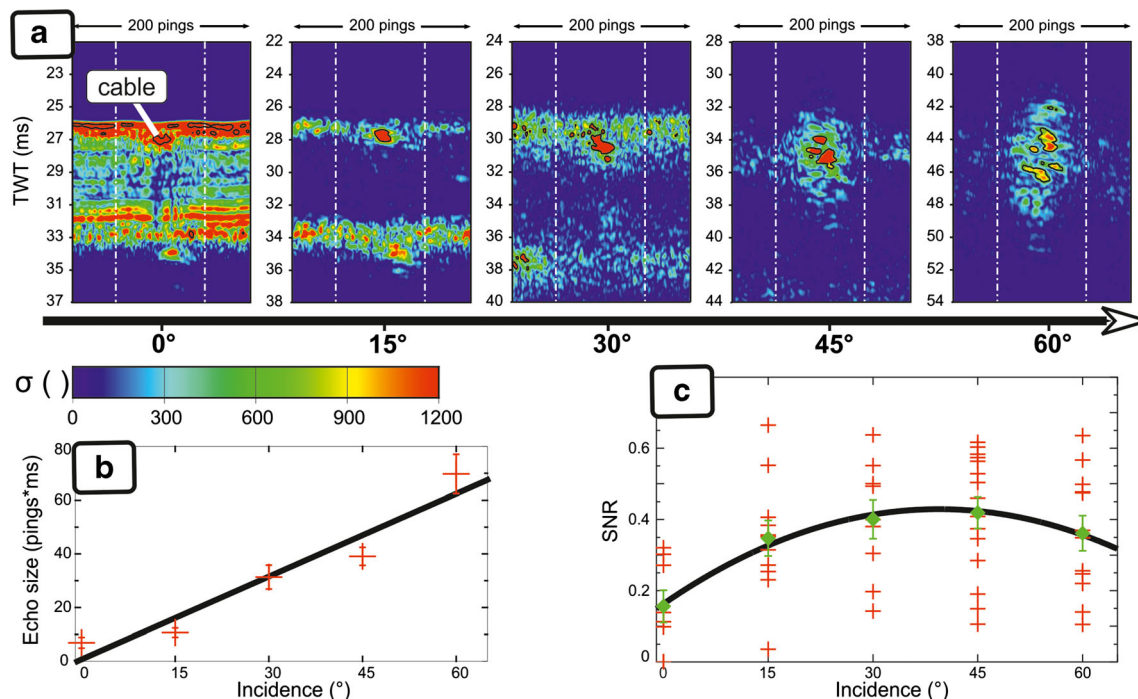 a
200 pings 200 pings 200 pings 200 pings 200 pings
cable
TWT (ms)
23 25 27 29 31 33 35 37
22 24 26 28 30 32 34 36
24 26 28 30 32 34 36 38 40
28 30 32 34 36 38 40 42 44
38 40 42 44 46 48 50 52 54
0° 15° 30° 45° 60°
σ ( )
0 300 600 900 1200
b
Echo size (pings*ms)
80
60
40
20
0
0 15 30 45 60
Incidence (°)
c
SNR
0.6
0.4
0.2
0
0 15 30 45 60
Incidence (°)